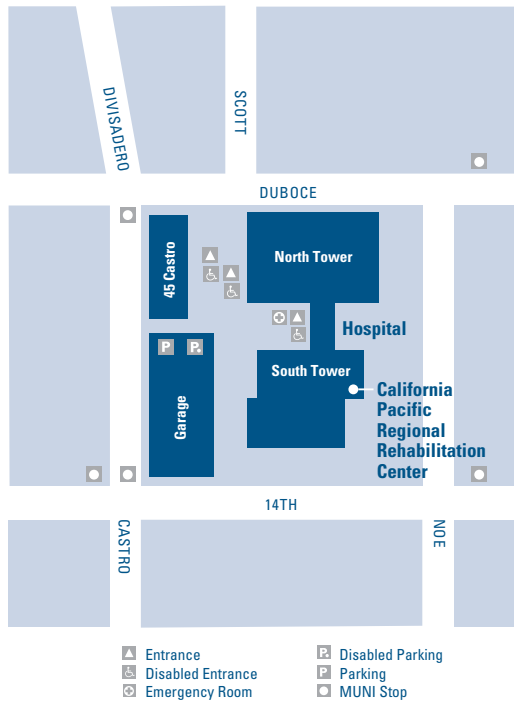 DIVISADERO
SCOTT
DUBOCE
45 Castro
North Tower
Hospital
P
P.
South Tower
Garage
California
Pacific
Regional
Rehabilitation
Center
14TH
CASTRO
NOE
Entrance
P. Disabled Parking
Disabled Entrance
P Parking
Emergency Room
MUNI Stop